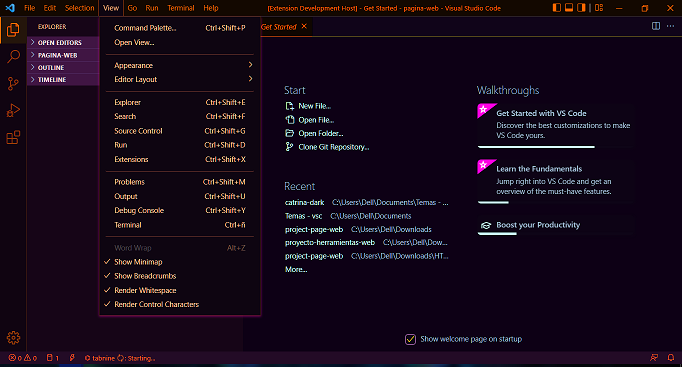 File Edit Selection View Go Run Terminal Help [Extension Development Host] - Get Started - pagina-web - Visual Studio Code
EXPLORER
OPEN EDITORS
PAGINA-WEB
OUTLINE
TIMELINE
Command Palette... Ctrl+Shift+P
Open View...
Appearance
Editor Layout
Explorer Ctrl+Shift+E
Search Ctrl+Shift+F
Source Control Ctrl+Shift+G
Run Ctrl+Shift+D
Extensions Ctrl+Shift+X
Problems Ctrl+Shift+M
Output Ctrl+Shift+U
Debug Console Ctrl+Shift+Y
Terminal Ctrl+ñ
Word Wrap Alt+Z
Show Minimap
Show Breadcrumbs
Render Whitespace
Render Control Characters
Get Started
Start
New File...
Open File...
Open Folder...
Clone Git Repository...
Recent
catrina-dark C:\Users\Dell\Documents\Temas - ...
Temas - vsc C:\Users\Dell\Documents
project-page-web C:\Users\Dell\Downloads
proyecto-herramientas-web C:\Users\Dell\Dow...
project-page-web C:\Users\Dell\Downloads\HT...
More...
Walkthroughs
Get Started with VS Code
Discover the best customizations to make
VS Code yours.
Learn the Fundamentals
Jump right into VS Code and get an
overview of the must-have features.
Boost your Productivity
Show welcome page on startup
0 0 1 tabnine : Starting...